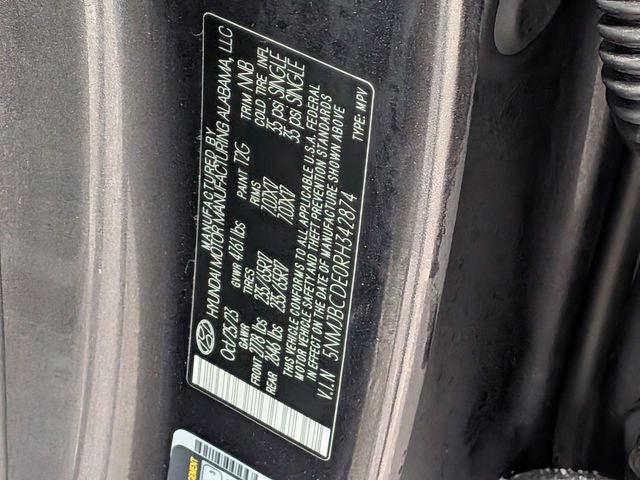 MANUFACTURED BY
HYUNDAI MOTOR MANUFACTURING ALABAMA, LLC
Oct/25/23 GVWR 4761 lbs PAINT T2G TRIM NNB
GAWR TIRES RIMS COLD TIRE INFL
FRONT 2778 lbs 235/65R17 7.0JX17 35 psi SINGLE
REAR 2646 lbs 235/65R17 7.0JX17 35 psi SINGLE
THIS VEHICLE CONFORMS TO ALL APPLICABLE U.S.A. FEDERAL
MOTOR VEHICLE SAFETY AND THEFT PREVENTION STANDARDS
IN EFFECT ON THE DATE OF MANUFACTURE SHOWN ABOVE
V.I.N 5NMJBCDE0RH342874 TYPE: MPV